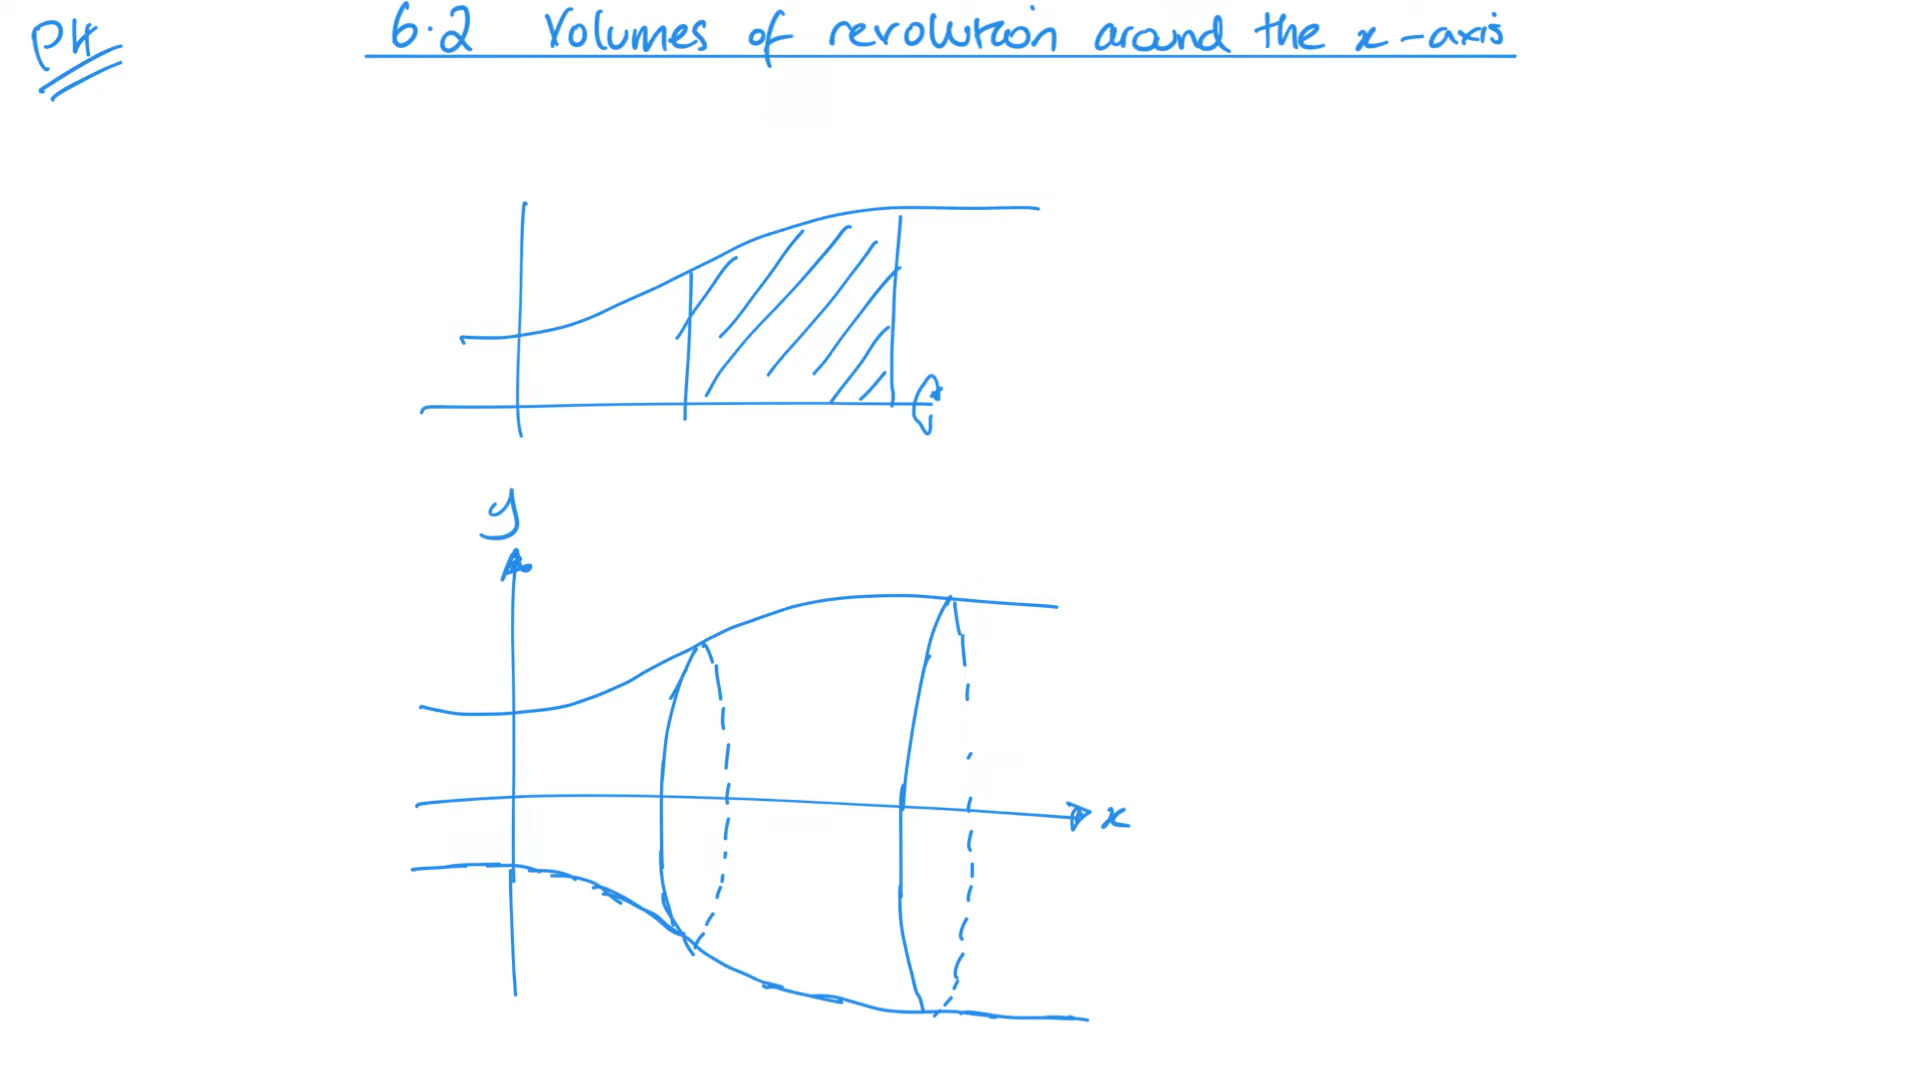 PH
6.2 Volumes of revolution around the x-axis
y
x